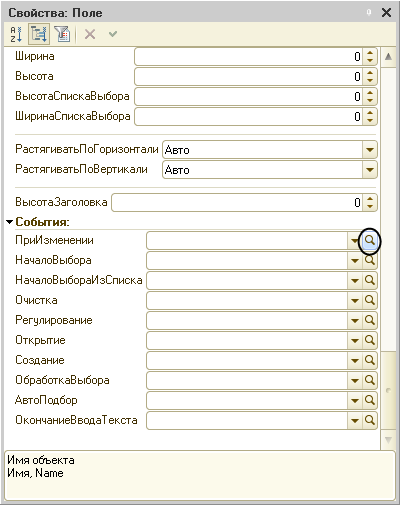 Свойства: Поле
Ширина 0
Высота 0
ВысотаСпискаВыбора 0
ШиринаСпискаВыбора 0
РастягиватьПоГоризонтали Авто
РастягиватьПоВертикали Авто
ВысотаЗаголовка 0
События:
ПриИзменении
НачалоВыбора
НачалоВыбораИзСписка
Очистка
Регулирование
Открытие
Создание
ОбработкаВыбора
АвтоПодбор
ОкончаниеВводаТекста
Имя объекта
Имя, Name